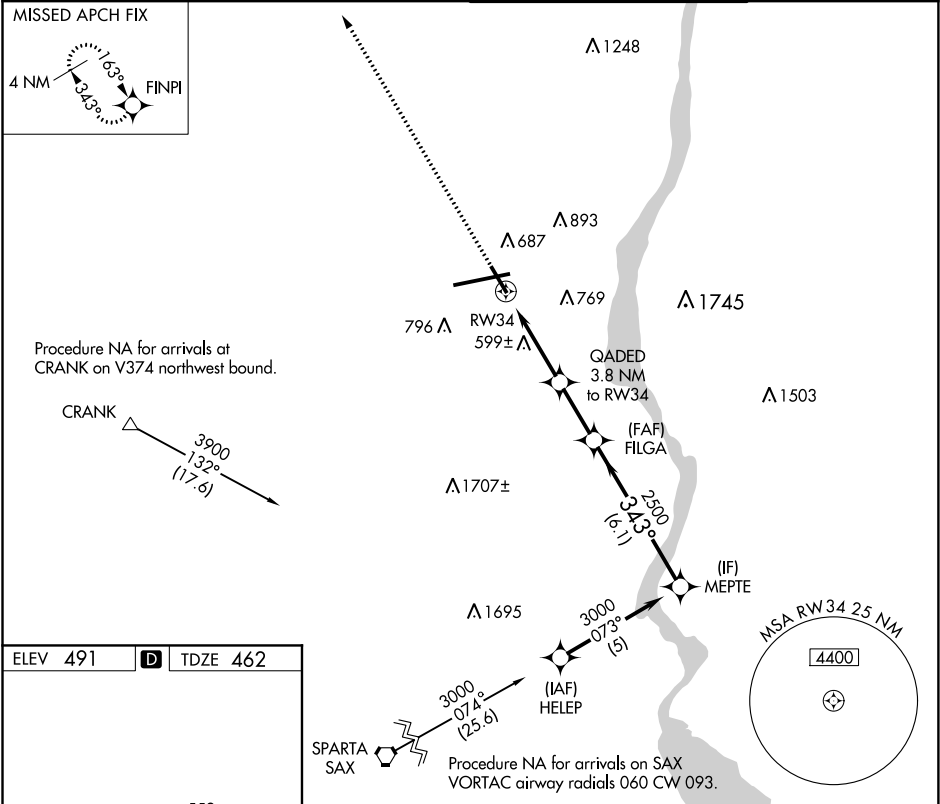 MISSED APCH FIX
4 NM
163°
343°
FINPI
1248
893
687
769
1745
796
RW34
599±
QADED
3.8 NM
to RW34
1503
Procedure NA for arrivals at
CRANK on V374 northwest bound.
CRANK
3900
132°
(17.6)
(FAF)
FILGA
1707±
2500
343°
(6.1)
(IF)
MEPTE
1695
3000
073°
(5)
(IAF)
HELEP
MSA RW34 25 NM
4400
ELEV 491 D TDZE 462
3000
074°
(25.6)
SPARTA
SAX
Procedure NA for arrivals on SAX
VORTAC airway radials 060 CW 093.